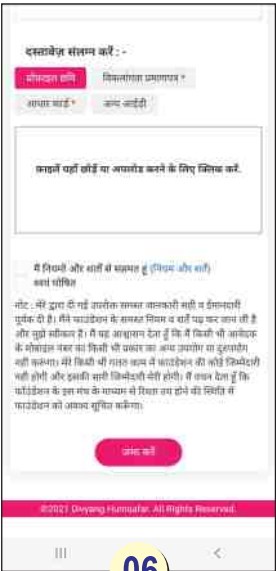 दस्तावेज़ संलग्न करें : -
प्रोफाइल छवि
विकलांगता प्रमाणपत्र *
आधार कार्ड *
अन्य आईडी
फ़ाइलें यहाँ छोड़ें या अपलोड करने के लिए क्लिक करें.
मैं नियमों और शर्तों से सहमत हूं (नियम और शर्तें)
स्वयं घोषित
नोट : मेरे द्वारा दी गई उपरोक्त समस्त जानकारी सही व ईमानदारी
पूर्वक दी है। मैंने फाउंडेशन के समस्त नियम व शर्तें पढ़ कर जान ली है
और मुझे स्वीकार है। मैं यह आश्वासन देता हूँ कि मैं किसी भी आवेदक
के मोबाइल नंबर का किसी भी प्रकार का अन्य उपयोग या दुरुपयोग
नहीं करूंगा। मेरे किसी भी गलत काम में फाउंडेशन की कोई जिम्मेदारी
नहीं होगी और इसकी सारी जिम्मेदारी मेरी होगी। मैं वचन देता हूँ कि
फॉउंडेशन के इस मंच के माध्यम से रिश्ता तय होने की स्थिति में
फाउंडेशन को अवश्य सूचित करूँगा।
जमा करें
©2021 Divyang Humsafar. All Rights Reserved.
06